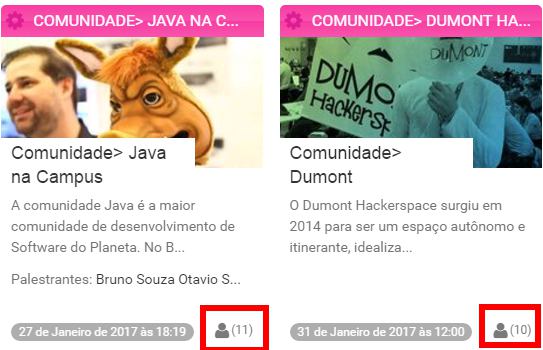 COMUNIDADE> JAVA NA C...
Comunidade> Java
na Campus
A comunidade Java é a maior
comunidade de desenvolvimento de
Software do Planeta. No B...
Palestrantes: Bruno Souza Otavio S...
27 de Janeiro de 2017 às 18:19
(11)
COMUNIDADE> DUMONT HA...
DUMONT
DUMO
HACKERSP
Comunidade>
Dumont
O Dumont Hackerspace surgiu em
2014 para ser um espaço autônomo e
itinerante, idealiza...
31 de Janeiro de 2017 às 12:00
(10)